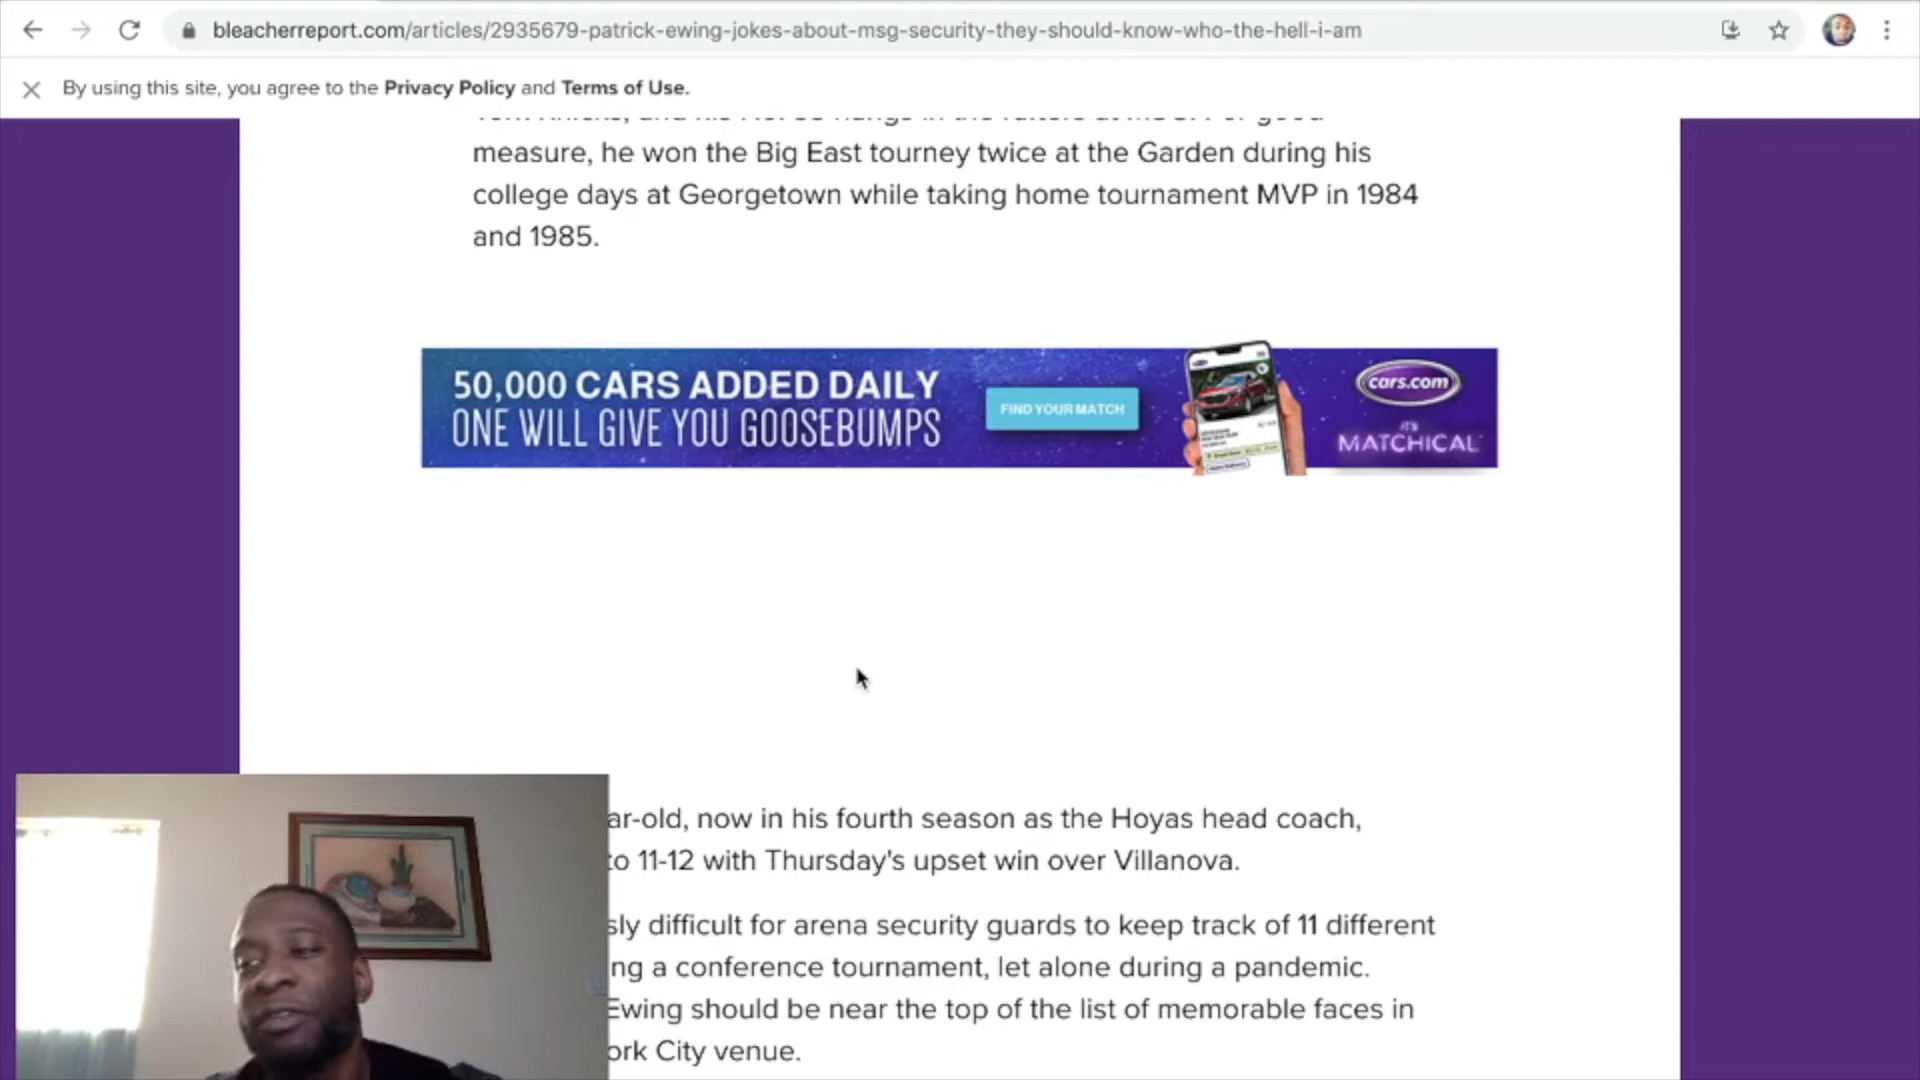 bleacherreport.com/articles/2935679-patrick-ewing-jokes-about-msg-security-they-should-know-who-the-hell-i-am
By using this site, you agree to the Privacy Policy and Terms of Use.
measure, he won the Big East tourney twice at the Garden during his
college days at Georgetown while taking home tournament MVP in 1984
and 1985.
50,000 CARS ADDED DAILY
ONE WILL GIVE YOU GOOSEBUMPS
FIND YOUR MATCH
cars.com
IT'S
MATCHICAL
ar-old, now in his fourth season as the Hoyas head coach,
to 11-12 with Thursday's upset win over Villanova.
sly difficult for arena security guards to keep track of 11 different
ng a conference tournament, let alone during a pandemic.
Ewing should be near the top of the list of memorable faces in
ork City venue.